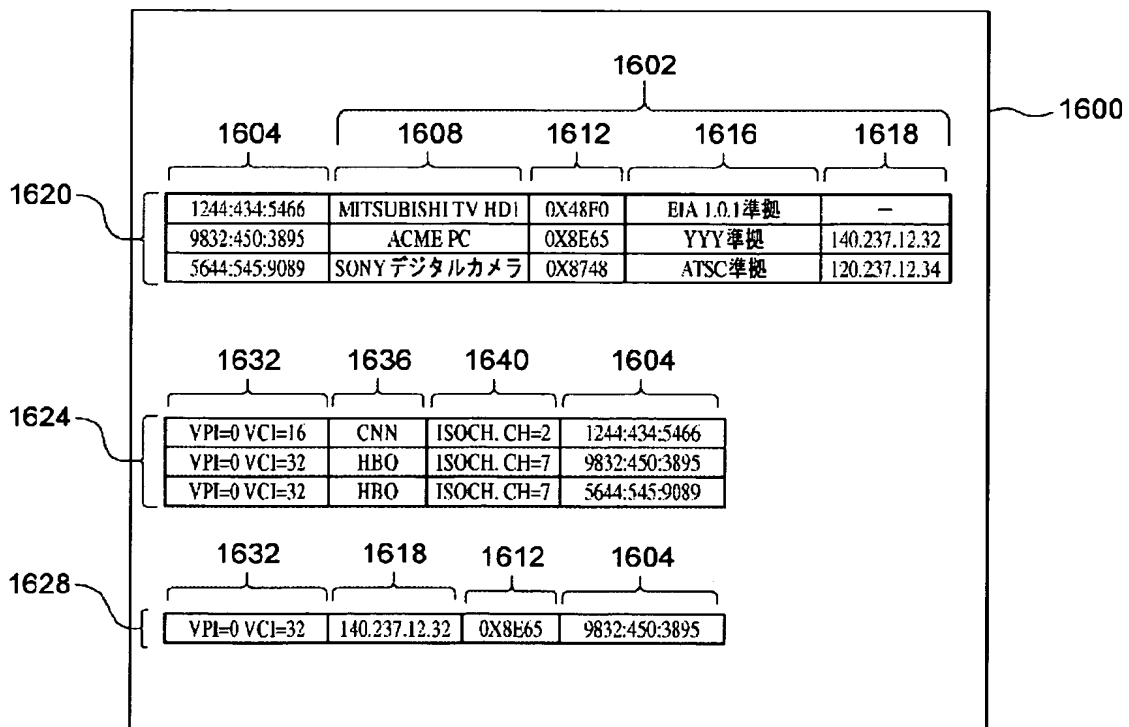 1602
1600
1604 1608 1612 1616 1618
1620
1244:434:5466 MITSUBISHI TV HD1 0X48F0 EIA 1.0.1準拠 —
9832:450:3895 ACME PC 0X8E65 YYY準拠 140.237.12.32
5644:545:9089 SONYデジタルカメラ 0X8748 ATSC準拠 120.237.12.34
1632 1636 1640 1604
1624
VPI=0 VCI=16 CNN ISOCH. CH=2 1244:434:5466
VPI=0 VCI=32 HBO ISOCH. CH=7 9832:450:3895
VPI=0 VCI=32 HBO ISOCH. CH=7 5644:545:9089
1632 1618 1612 1604
1628
VPI=0 VCI=32 140.237.12.32 0X8E65 9832:450:3895